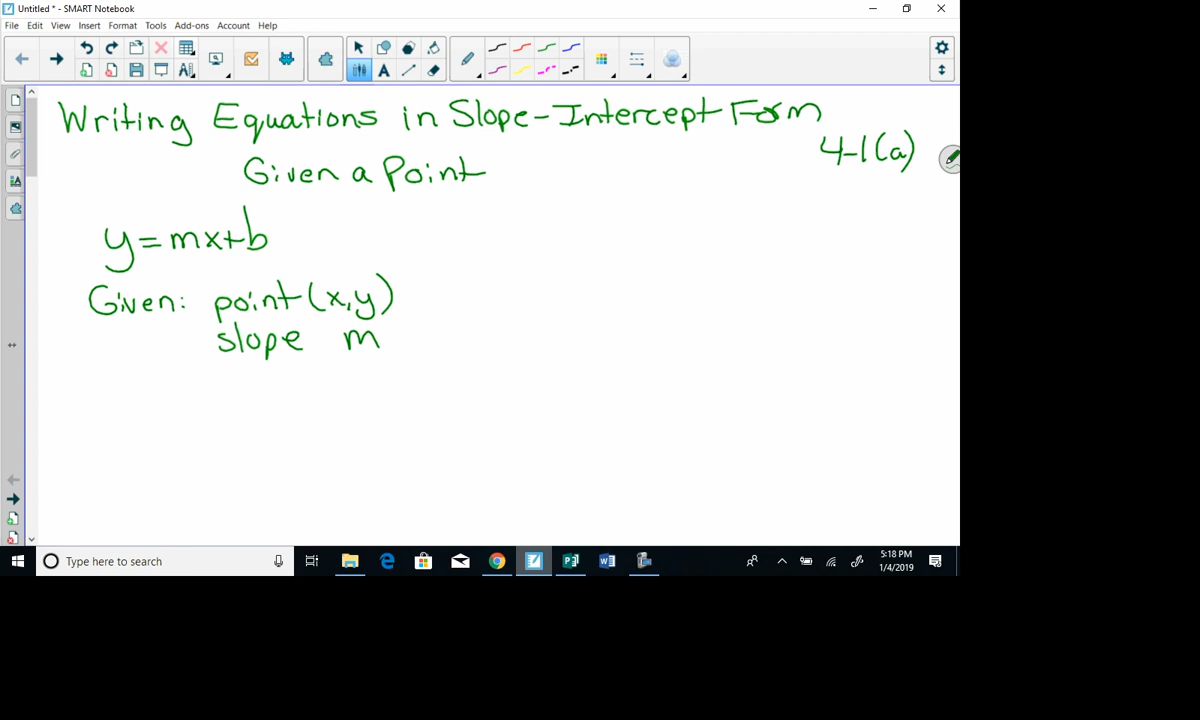 Untitled * - SMART Notebook
File Edit View Insert Format Tools Add-ons Account Help
Writing Equations in Slope-Intercept Form
4-1(a)
Given a Point
y=mx+b
Given: point(x,y)
slope m
Type here to search
5:18 PM
1/4/2019